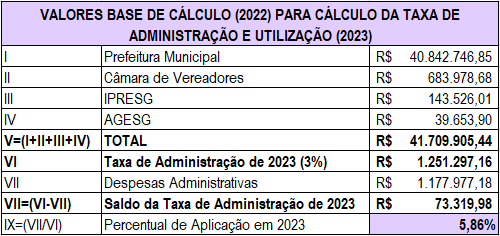 VALORES BASE DE CÁLCULO (2022) PARA CÁLCULO DA TAXA DE
ADMINISTRAÇÃO E UTILIZAÇÃO (2023)
I Prefeitura Municipal R$ 40.842.746,85
II Câmara de Vereadores R$ 683.978,68
III IPRESG R$ 143.526,01
IV AGESG R$ 39.653,90
V=(I+II+III+IV) TOTAL R$ 41.709.905,44
VI Taxa de Administração de 2023 (3%) R$ 1.251.297,16
VII Despesas Administrativas R$ 1.177.977,18
VII=(VI-VII) Saldo da Taxa de Administração de 2023 R$ 73.319,98
IX=(VII/VI) Percentual de Aplicação em 2023 5,86%